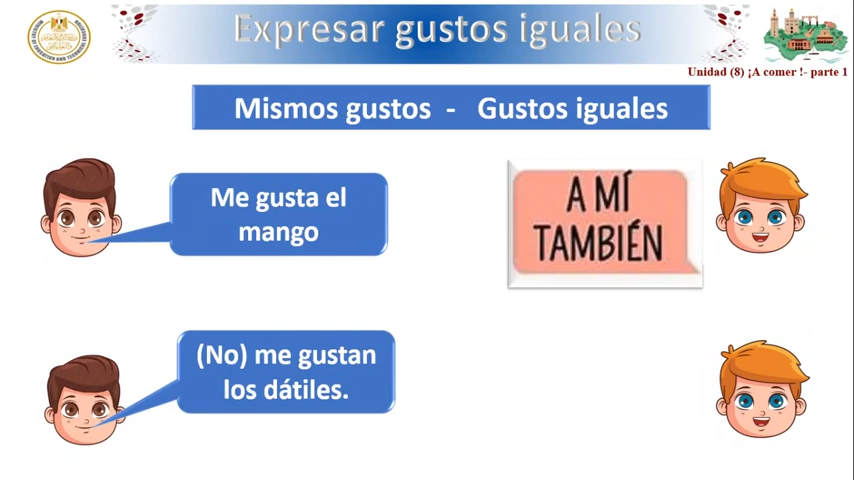 Expresar gustos iguales
Unidad (8) ¡A comer !- parte 1
Mismos gustos - Gustos iguales
Me gusta el
mango
A MÍ
TAMBIÉN
(No) me gustan
los dátiles.